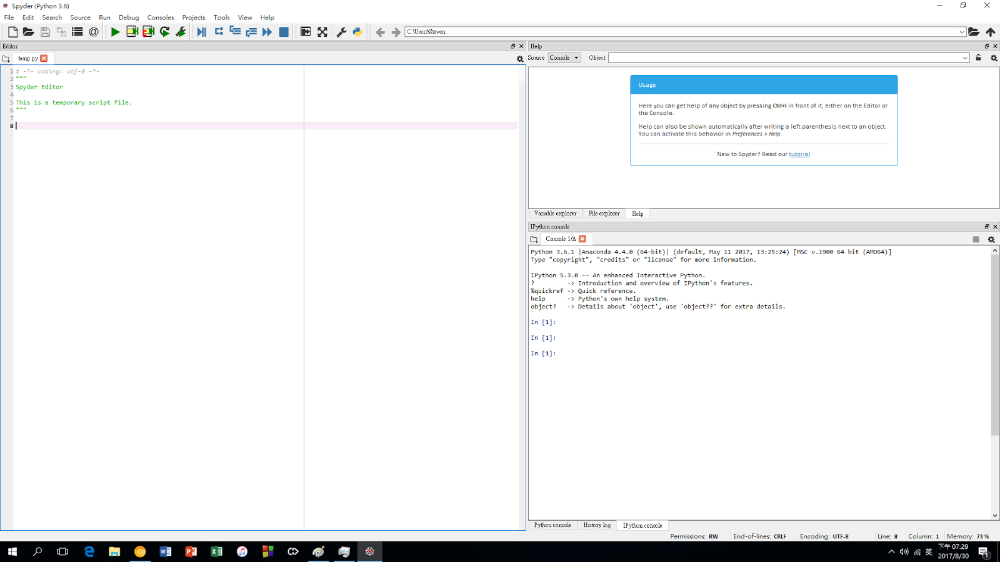 Spyder (Python 3.6)
File Edit Search Source Run Debug Consoles Projects Tools View Help
C:\Users\Steven
Editor
temp.py
1 # -*- coding: utf-8 -*-
2 """
3 Spyder Editor
4
5 This is a temporary script file.
6 """
7
8
Help
Source Console Object
Usage
Here you can get help of any object by pressing Ctrl+I in front of it, either on the Editor or
the Console.
Help can also be shown automatically after writing a left parenthesis next to an object.
You can activate this behavior in Preferences > Help.
New to Spyder? Read our tutorial
Variable explorer File explorer Help
IPython console
Console 1/A
Python 3.6.1 |Anaconda 4.4.0 (64-bit)| (default, May 11 2017, 13:25:24) [MSC v.1900 64 bit (AMD64)]
Type "copyright", "credits" or "license" for more information.
IPython 5.3.0 -- An enhanced Interactive Python.
? -> Introduction and overview of IPython's features.
%quickref -> Quick reference.
help -> Python's own help system.
object? -> Details about 'object', use 'object??' for extra details.
In [1]:
In [1]:
In [1]:
Python console History log IPython console
Permissions: RW End-of-lines: CRLF Encoding: UTF-8 Line: 8 Column: 1 Memory: 73 %
英
下午 07:29
2017/8/30
1